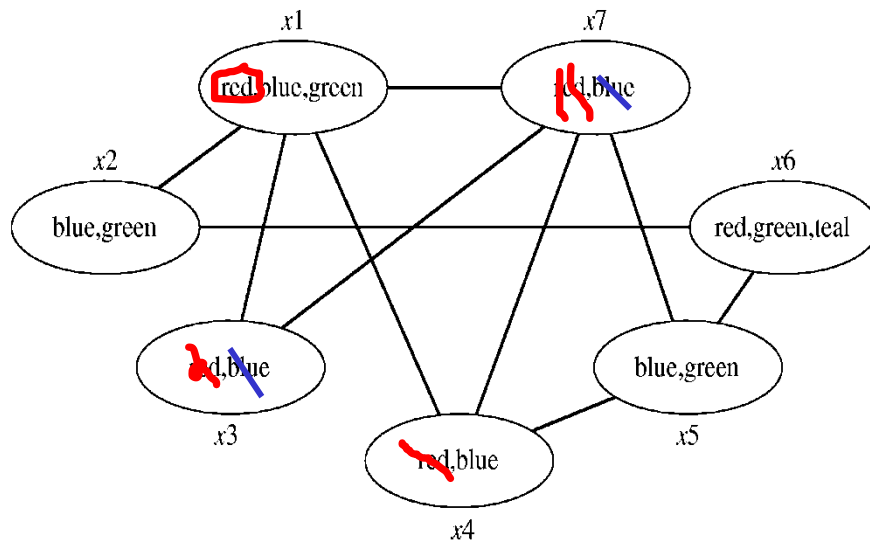 x1
x7
red,blue,green
red,blue
x2
x6
blue,green
red,green,teal
red,blue
blue,green
x3
x5
red,blue
x4